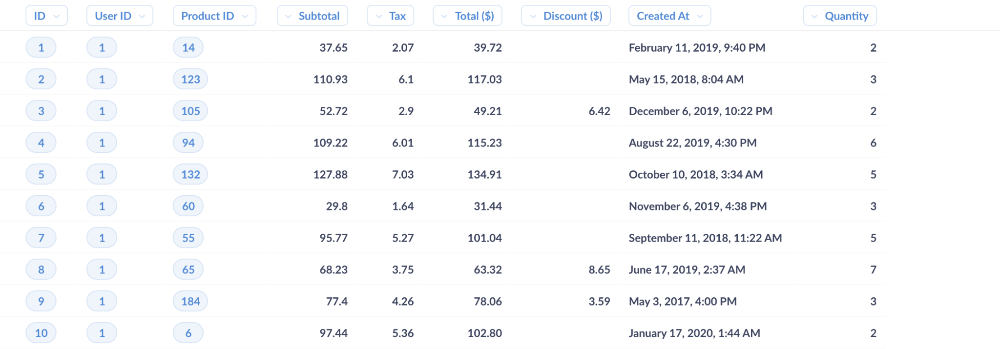 ID User ID Product ID Subtotal Tax Total ($) Discount ($) Created At Quantity
1 1 14 37.65 2.07 39.72 February 11, 2019, 9:40 PM 2
2 1 123 110.93 6.1 117.03 May 15, 2018, 8:04 AM 3
3 1 105 52.72 2.9 49.21 6.42 December 6, 2019, 10:22 PM 2
4 1 94 109.22 6.01 115.23 August 22, 2019, 4:30 PM 6
5 1 132 127.88 7.03 134.91 October 10, 2018, 3:34 AM 5
6 1 60 29.8 1.64 31.44 November 6, 2019, 4:38 PM 3
7 1 55 95.77 5.27 101.04 September 11, 2018, 11:22 AM 5
8 1 65 68.23 3.75 63.32 8.65 June 17, 2019, 2:37 AM 7
9 1 184 77.4 4.26 78.06 3.59 May 3, 2017, 4:00 PM 3
10 1 6 97.44 5.36 102.80 January 17, 2020, 1:44 AM 2